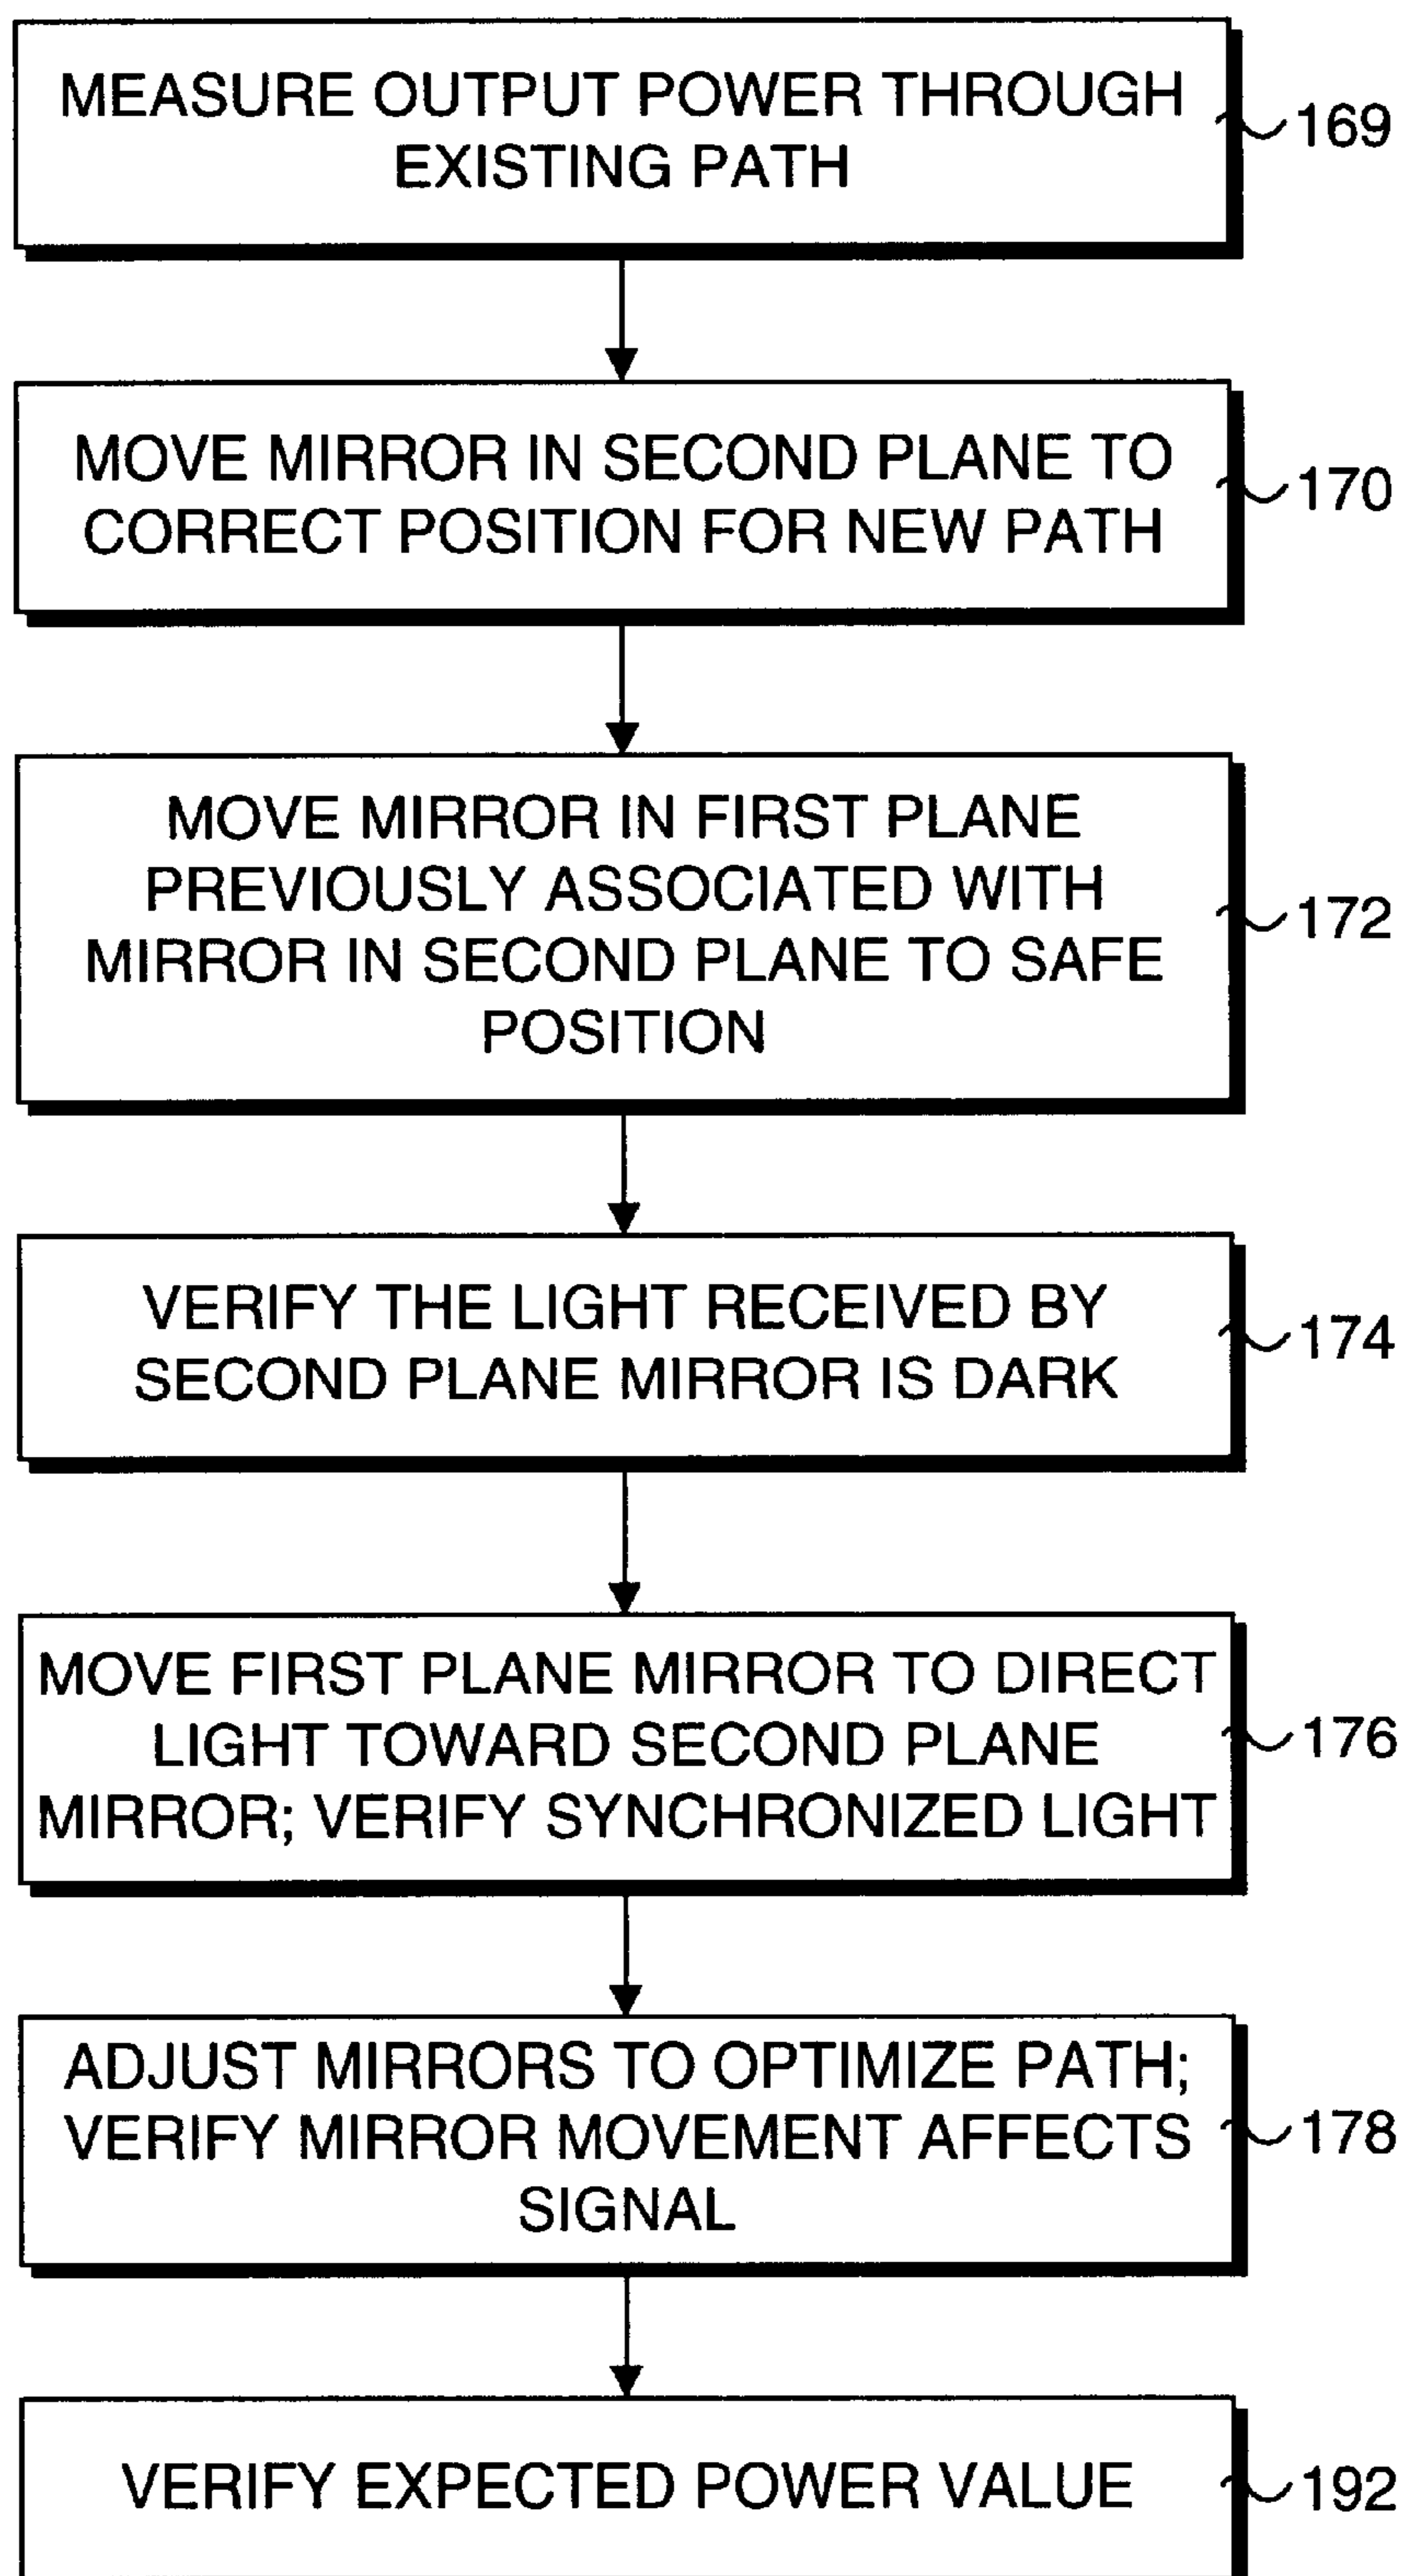 MEASURE OUTPUT POWER THROUGH
EXISTING PATH
169
MOVE MIRROR IN SECOND PLANE TO
CORRECT POSITION FOR NEW PATH
170
MOVE MIRROR IN FIRST PLANE
PREVIOUSLY ASSOCIATED WITH
MIRROR IN SECOND PLANE TO SAFE
POSITION
172
VERIFY THE LIGHT RECEIVED BY
SECOND PLANE MIRROR IS DARK
174
MOVE FIRST PLANE MIRROR TO DIRECT
LIGHT TOWARD SECOND PLANE
MIRROR; VERIFY SYNCHRONIZED LIGHT
176
ADJUST MIRRORS TO OPTIMIZE PATH;
VERIFY MIRROR MOVEMENT AFFECTS
SIGNAL
178
VERIFY EXPECTED POWER VALUE
192